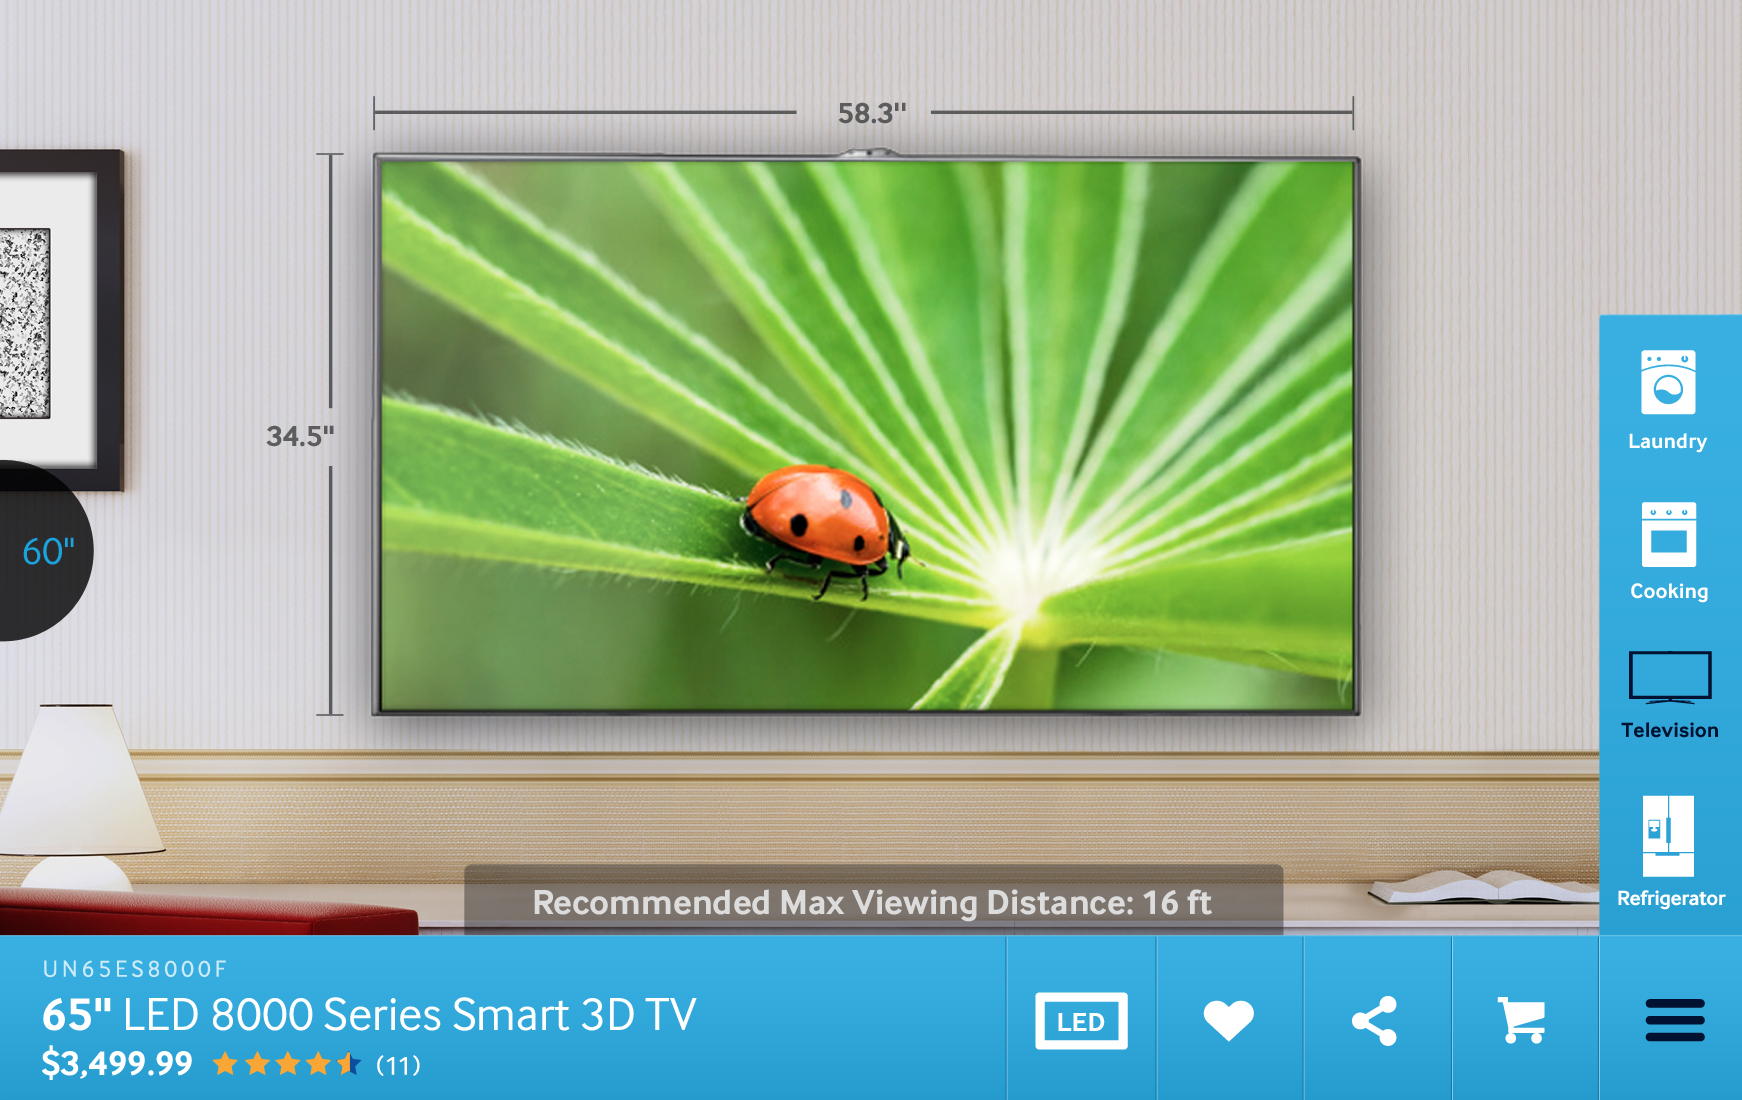 58.3"
34.5"
60"
Laundry
Cooking
Television
Refrigerator
Recommended Max Viewing Distance: 16 ft
UN65ES8000F
65" LED 8000 Series Smart 3D TV
$3,499.99 (11)
LED